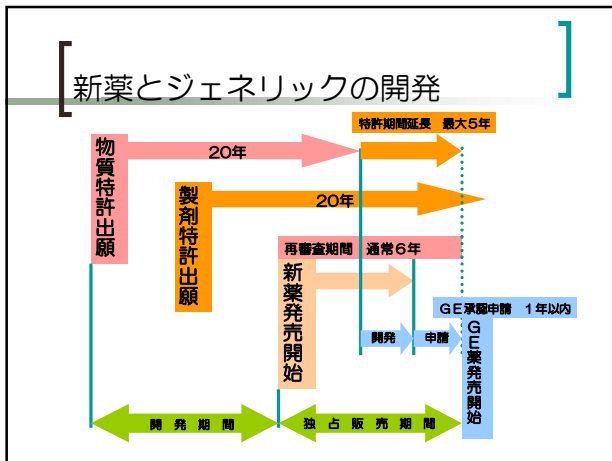 新薬とジェネリックの開発
特許期間延長 最大5年
物質特許出願
20年
製剤特許出願
20年
再審査期間 通常6年
新薬発売開始
GE承認申請 1年以内
開発
申請
GE薬発売開始
開発期間
独占販売期間